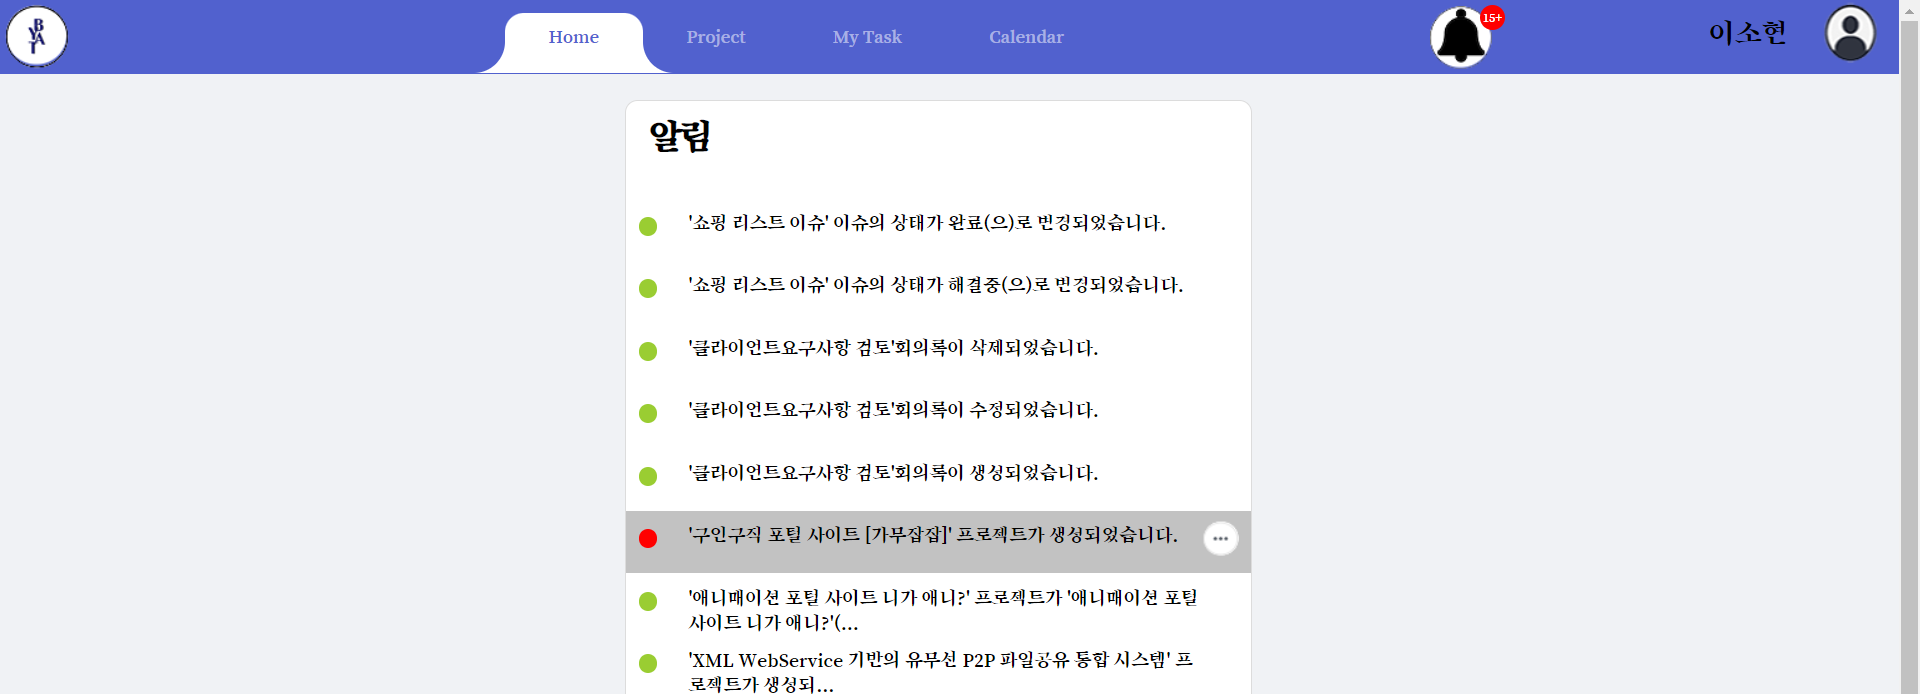 BYAT
Home
Project
My Task
Calendar
15+
이소현
알림
'쇼핑 리스트 이슈' 이슈의 상태가 완료(으)로 변경되었습니다.
'쇼핑 리스트 이슈' 이슈의 상태가 해결중(으)로 변경되었습니다.
'클라이언트요구사항 검토'회의록이 삭제되었습니다.
'클라이언트요구사항 검토'회의록이 수정되었습니다.
'클라이언트요구사항 검토'회의록이 생성되었습니다.
'구인구직 포털 사이트 [가무잡잡]' 프로젝트가 생성되었습니다.
'애니매이션 포털 사이트 니가 애니?' 프로젝트가 '애니매이션 포털
사이트 니가 애니?'(...
'XML WebService 기반의 유무선 P2P 파일공유 통합 시스템' 프
로젝트가 생성되...